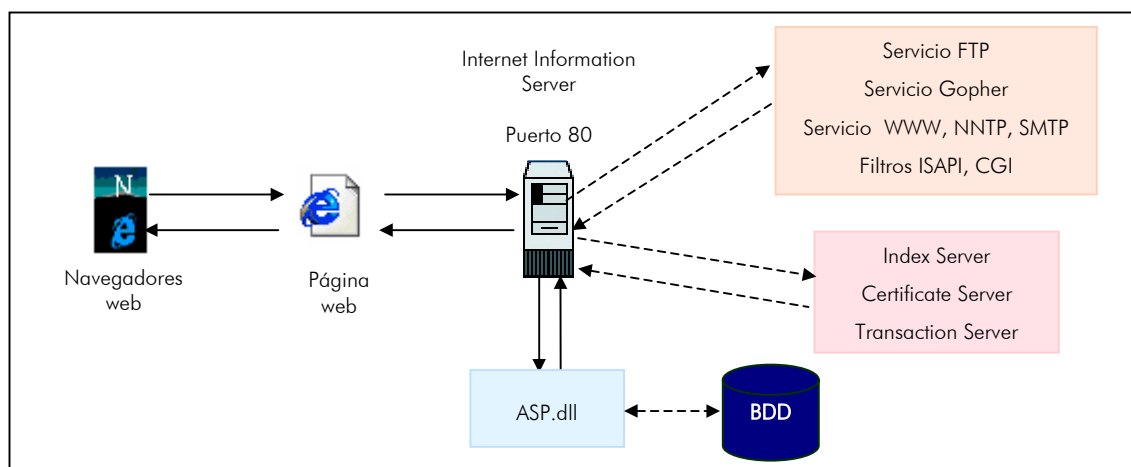 Internet Information
Server
Puerto 80
Servicio FTP
Servicio Gopher
Servicio WWW, NNTP, SMTP
Filtros ISAPI, CGI
N
Navegadores
web
Página
web
Index Server
Certificate Server
Transaction Server
ASP.dll
BDD